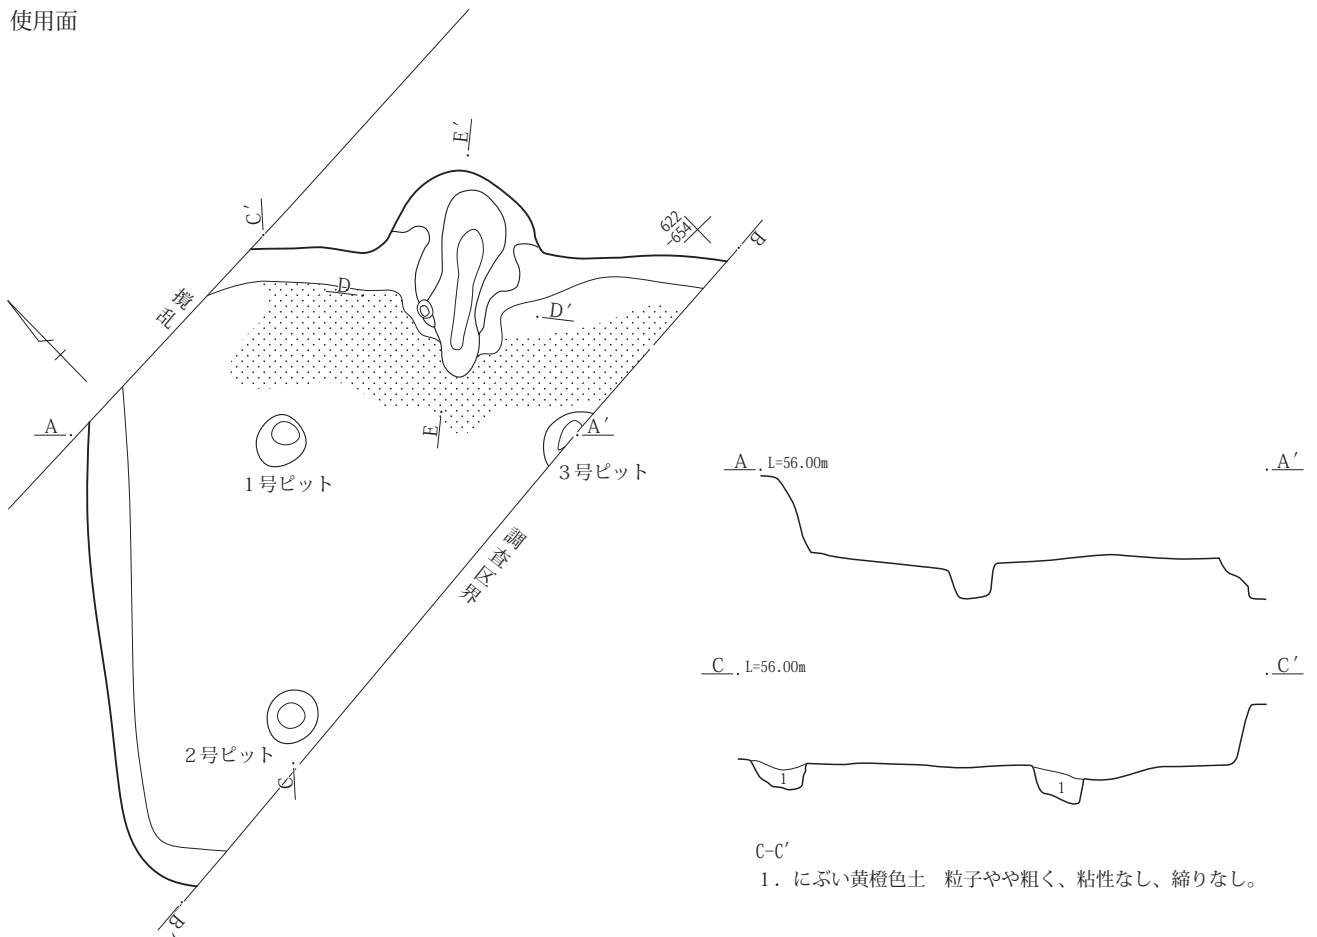 使用面
E′
C′
622
-654
B
撹乱
D
D′
A
E
A′
1号ピット
3号ピット
調査区界
2号ピット
C
B′
A L=56.00m A′
C L=56.00m C′
1
1
C-C′
1．にぶい黄橙色土　粒子やや粗く、粘性なし、締りなし。